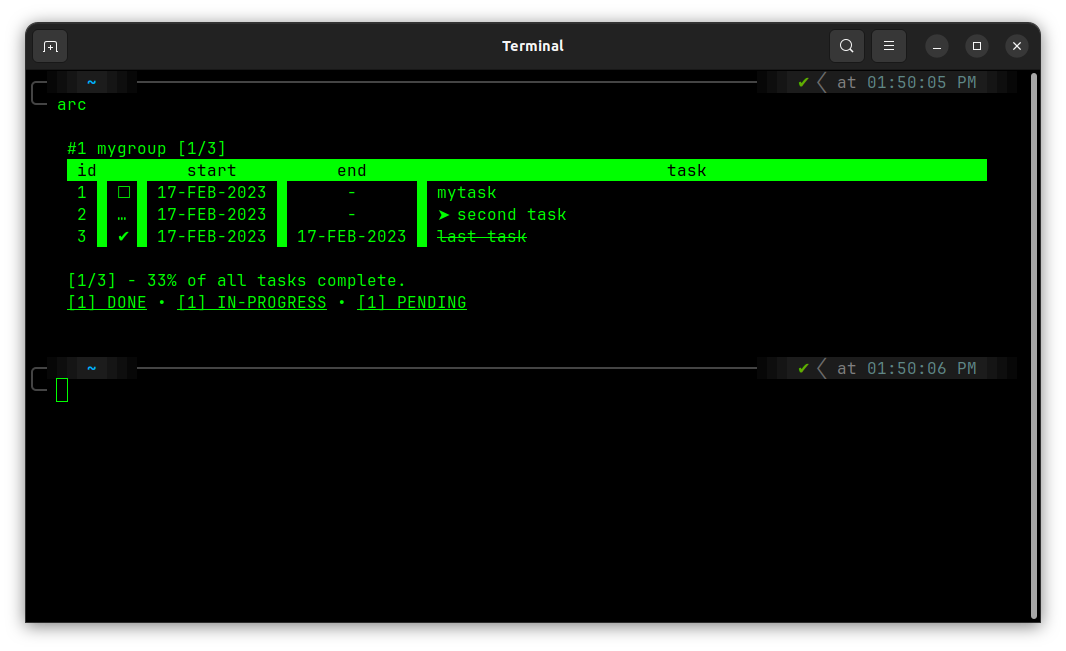 Terminal
~ ✔ at 01:50:05 PM
arc
#1 mygroup [1/3]
id start end task
1 ☐ 17-FEB-2023 - mytask
2 … 17-FEB-2023 - ➤ second task
3 ✔ 17-FEB-2023 17-FEB-2023 last task
[1/3] - 33% of all tasks complete.
[1] DONE • [1] IN-PROGRESS • [1] PENDING
~ ✔ at 01:50:06 PM